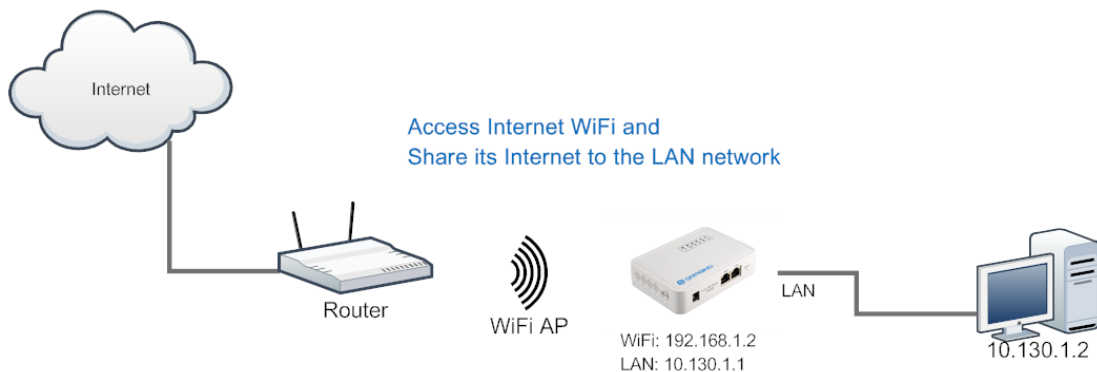 Internet
Access Internet WiFi and
Share its Internet to the LAN network
Router
WiFi AP
DRAGINO
WiFi: 192.168.1.2
LAN: 10.130.1.1
LAN
10.130.1.2